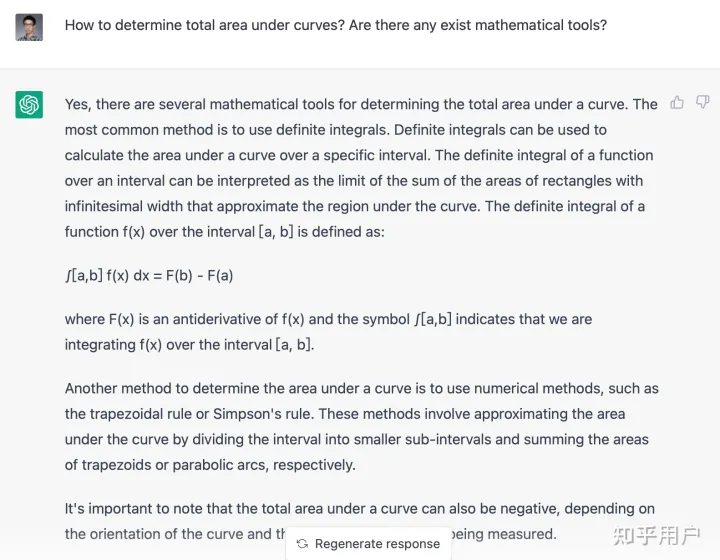 How to determine total area under curves? Are there any exist mathematical tools?
Yes, there are several mathematical tools for determining the total area under a curve. The
most common method is to use definite integrals. Definite integrals can be used to
calculate the area under a curve over a specific interval. The definite integral of a function
over an interval can be interpreted as the limit of the sum of the areas of rectangles with
infinitesimal width that approximate the region under the curve. The definite integral of a
function f(x) over the interval [a, b] is defined as:
∫[a,b] f(x) dx = F(b) - F(a)
where F(x) is an antiderivative of f(x) and the symbol ∫[a,b] indicates that we are
integrating f(x) over the interval [a, b].
Another method to determine the area under a curve is to use numerical methods, such as
the trapezoidal rule or Simpson's rule. These methods involve approximating the area
under the curve by dividing the interval into smaller sub-intervals and summing the areas
of trapezoids or parabolic arcs, respectively.
It's important to note that the total area under a curve can also be negative, depending on
the orientation of the curve and being measured.
Regenerate response
知乎用户